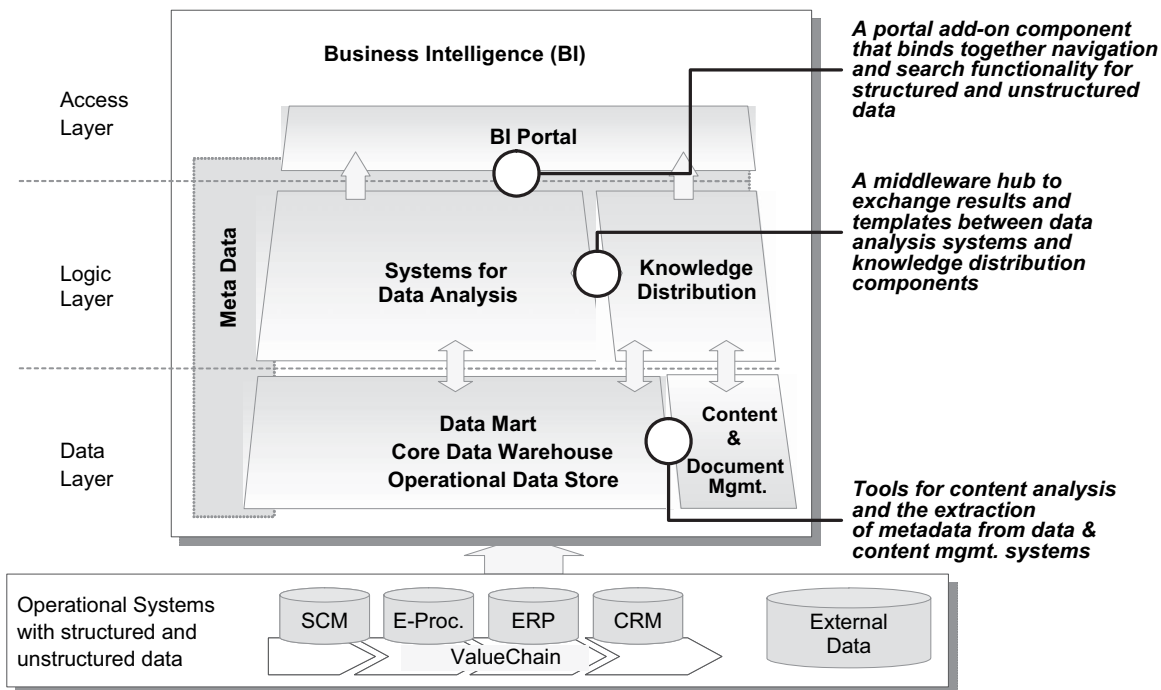 Business Intelligence (BI)
Access
Layer
BI Portal
Logic
Layer
Meta Data
Systems for
Data Analysis
Knowledge
Distribution
Data
Layer
Data Mart
Core Data Warehouse
Operational Data Store
Content
&
Document
Mgmt.
A portal add-on component
that binds together navigation
and search functionality for
structured and unstructured
data
A middleware hub to
exchange results and
templates between data
analysis systems and
knowledge distribution
components
Tools for content analysis
and the extraction
of metadata from data &
content mgmt. systems
Operational Systems
with structured and
unstructured data
SCM
E-Proc.
ERP
CRM
ValueChain
External
Data